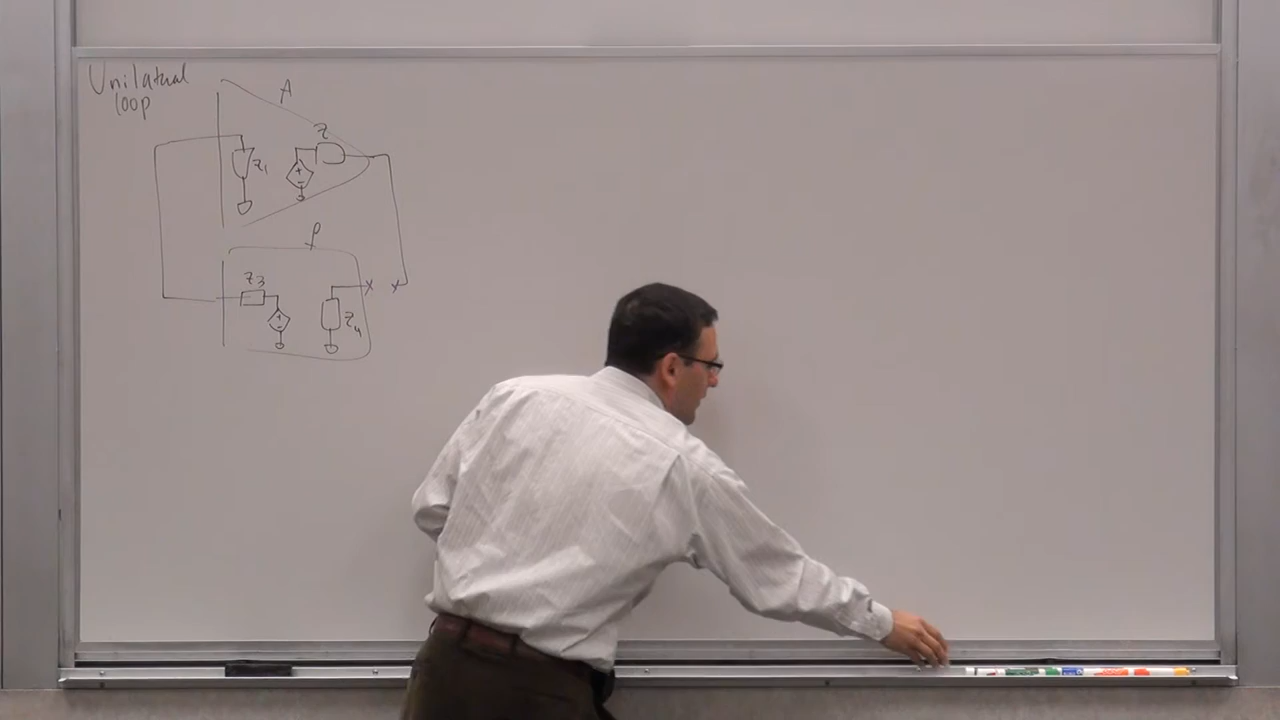 Unilateral
loop
A
Z
Z1
+
-
β
Z3
+
-
Z4